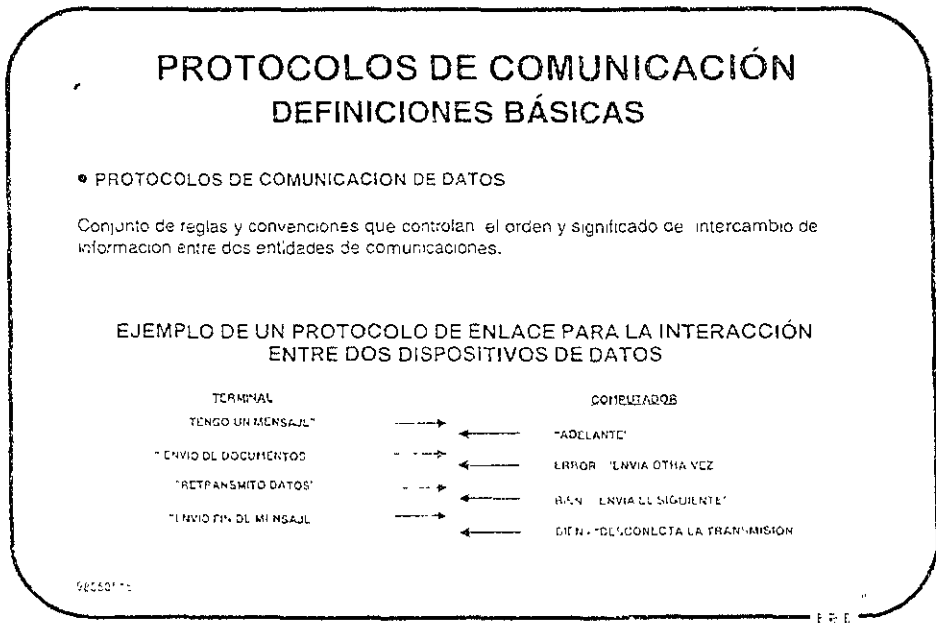 PROTOCOLOS DE COMUNICACIÓN
DEFINICIONES BÁSICAS
• PROTOCOLOS DE COMUNICACION DE DATOS
Conjunto de reglas y convenciones que controlan el orden y significado de intercambio de
informacion entre dos entidades de comunicaciones.
EJEMPLO DE UN PROTOCOLO DE ENLACE PARA LA INTERACCIÓN
ENTRE DOS DISPOSITIVOS DE DATOS
TERMINAL COMPUTADOR
TENGO UN MENSAJE"
"ADELANTE"
"ENVIO DE DOCUMENTOS
ERROR "ENVIA OTRA VEZ
"RETRANSMITO DATOS"
BIEN ENVIA EL SIGUIENTE"
"ENVIO FIN DE MENSAJE
BIEN - "DESCONECTA LA TRANSMISION